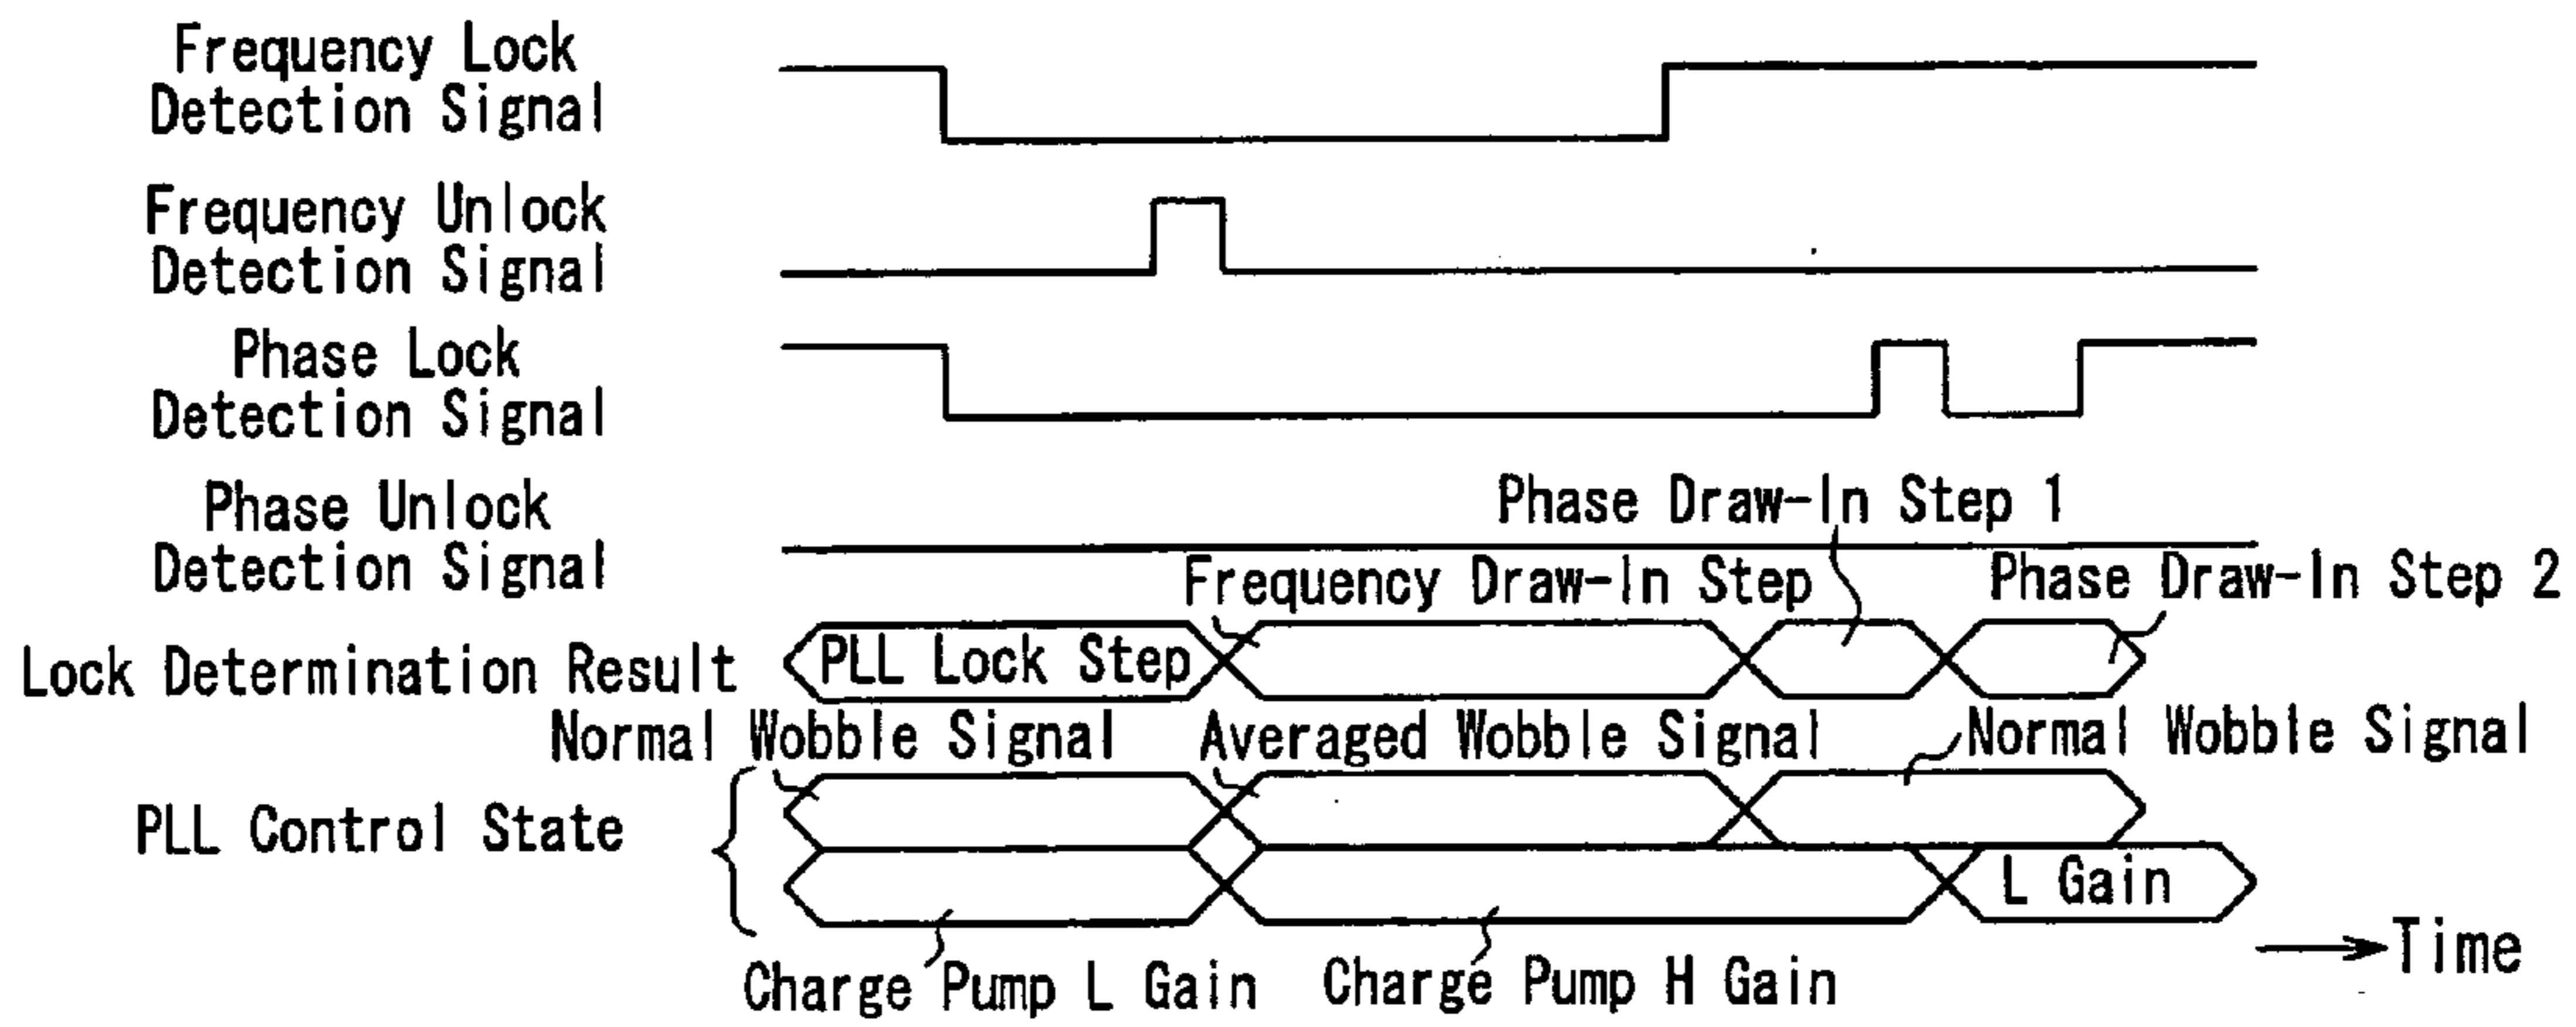 Frequency Lock
Detection Signal
Frequency Unlock
Detection Signal
Phase Lock
Detection Signal
Phase Unlock
Detection Signal
Phase Draw-In Step 1
Frequency Draw-In Step
Phase Draw-In Step 2
Lock Determination Result
PLL Lock Step
Normal Wobble Signal
Averaged Wobble Signal
Normal Wobble Signal
PLL Control State
L Gain
Charge Pump L Gain
Charge Pump H Gain
Time